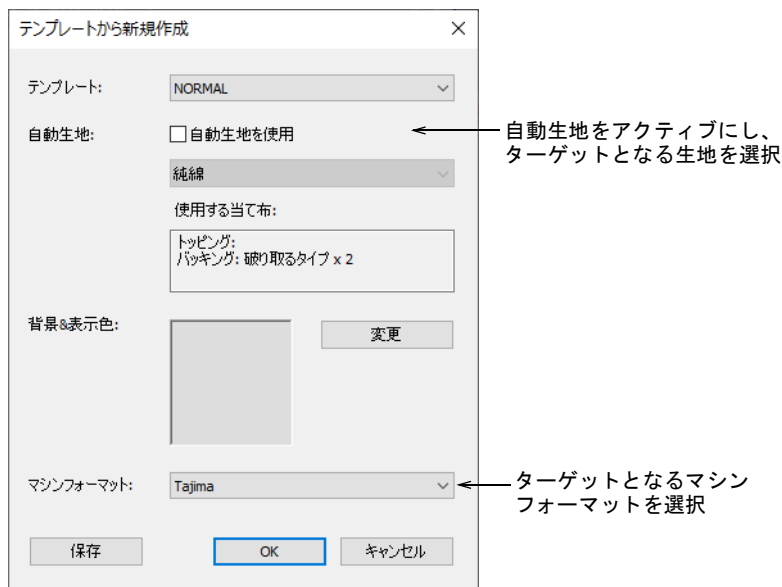 テンプレートから新規作成
テンプレート:
NORMAL
自動生地:
自動生地を使用
自動生地をアクティブにし、
ターゲットとなる生地を選択
純綿
使用する当て布:
トッピング:
バッキング: 破り取るタイプ x 2
背景&表示色:
変更
マシンフォーマット:
Tajima
ターゲットとなるマシン
フォーマットを選択
保存
OK
キャンセル